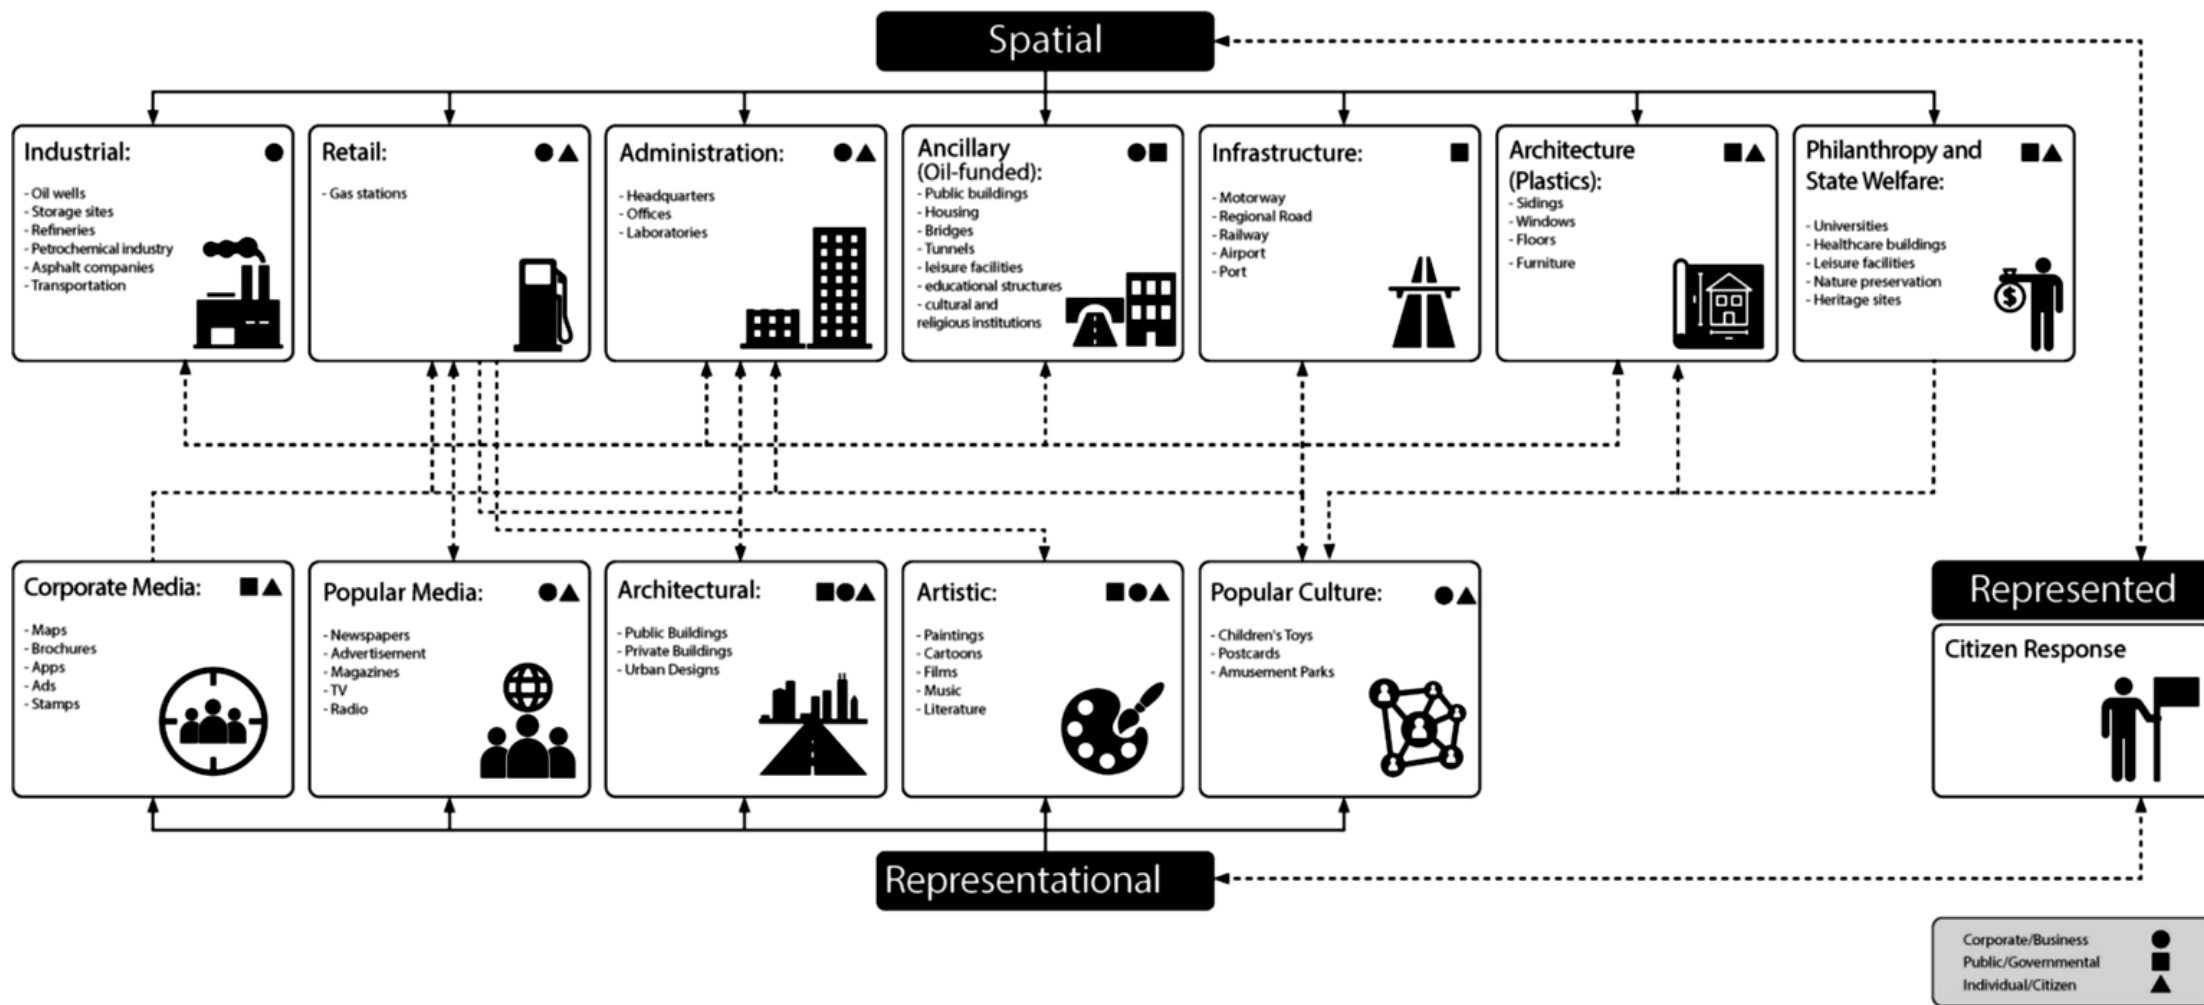 Spatial
Industrial:
- Oil wells
- Storage sites
- Refineries
- Petrochemical industry
- Asphalt companies
- Transportation
Retail:
- Gas stations
Administration:
- Headquarters
- Offices
- Laboratories
Ancillary
(Oil-funded):
- Public buildings
- Housing
- Bridges
- Tunnels
- leisure facilities
- educational structures
- cultural and
religious institutions
Infrastructure:
- Motorway
- Regional Road
- Railway
- Airport
- Port
Architecture
(Plastics):
- Sidings
- Windows
- Floors
- Furniture
Philanthropy and
State Welfare:
- Universities
- Healthcare buildings
- Leisure facilities
- Nature preservation
- Heritage sites
$
Corporate Media:
- Maps
- Brochures
- Apps
- Ads
- Stamps
Popular Media:
- Newspapers
- Advertisement
- Magazines
- TV
- Radio
Architectural:
- Public Buildings
- Private Buildings
- Urban Designs
Artistic:
- Paintings
- Cartoons
- Films
- Music
- Literature
Popular Culture:
- Children's Toys
- Postcards
- Amusement Parks
Represented
Citizen Response
Representational
Corporate/Business
Public/Governmental
Individual/Citizen